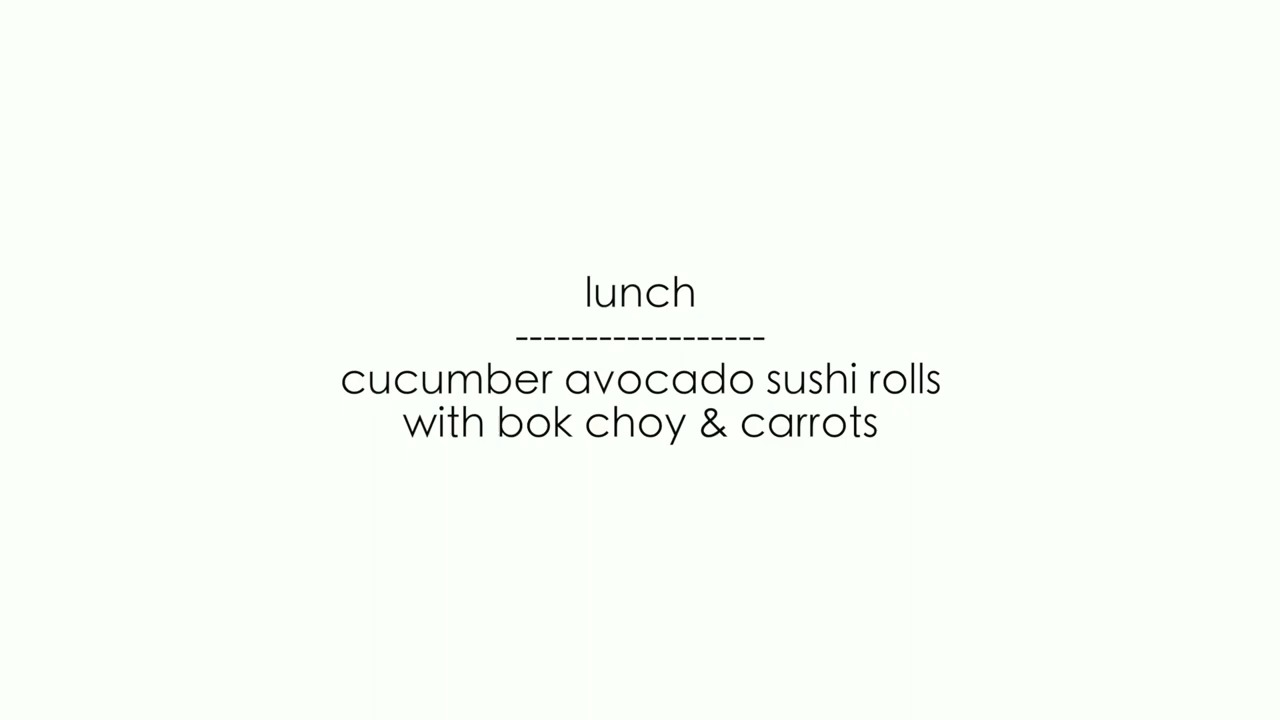 lunch
------------------
cucumber avocado sushi rolls
with bok choy & carrots